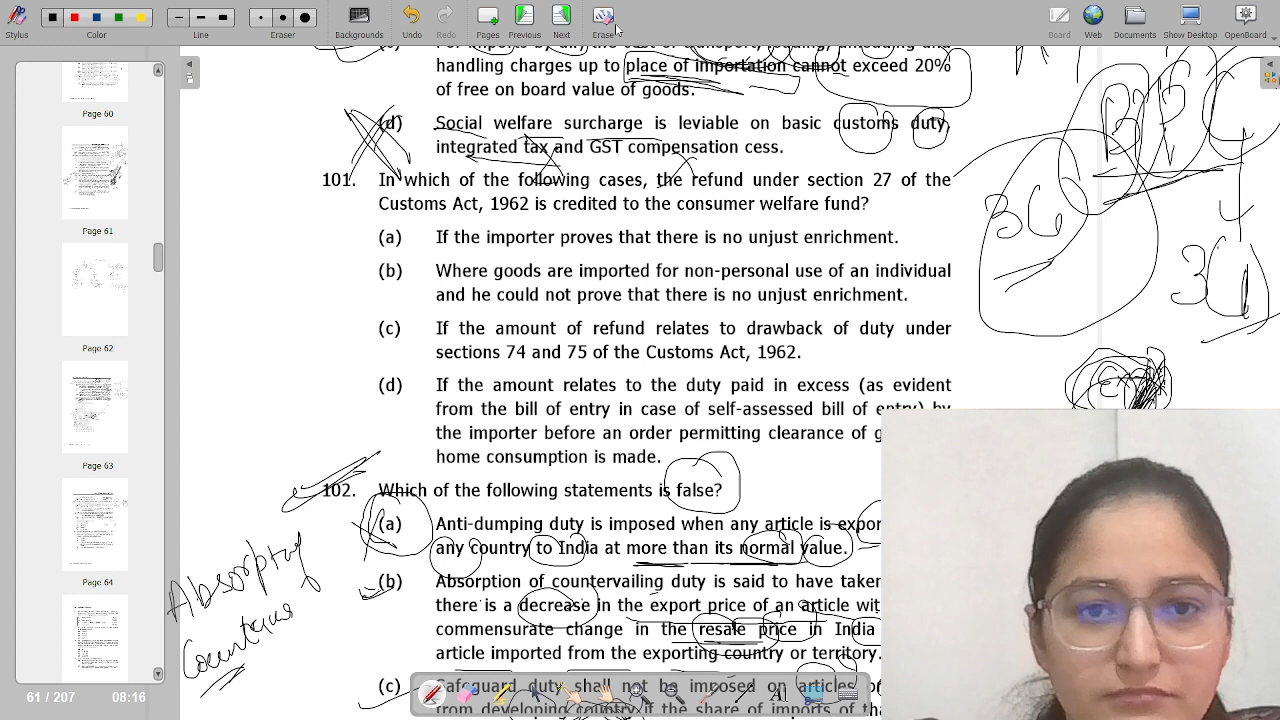 Stylus Color Line Eraser Backgrounds Undo Redo Pages Previous Next Erase Board Web Documents Show Desktop OpenBoard
Page 60
Page 61
Page 62
Page 63
Page 64
61 / 207 08:16
handling charges up to place of importation cannot exceed 20%
of free on board value of goods.
(d) Social welfare surcharge is leviable on basic customs duty,
integrated tax and GST compensation cess.
101. In which of the following cases, the refund under section 27 of the
Customs Act, 1962 is credited to the consumer welfare fund?
(a) If the importer proves that there is no unjust enrichment.
(b) Where goods are imported for non-personal use of an individual
and he could not prove that there is no unjust enrichment.
(c) If the amount of refund relates to drawback of duty under
sections 74 and 75 of the Customs Act, 1962.
(d) If the amount relates to the duty paid in excess (as evident
from the bill of entry in case of self-assessed bill of entry) by
the importer before an order permitting clearance of
home consumption is made.
102. Which of the following statements is false?
(a) Anti-dumping duty is imposed when any article is
any country to India at more than its normal value.
(b) Absorption of countervailing duty is said to have taken
there is a decrease in the export price of an article
commensurate change in the resale price in India
article imported from the exporting country or territory.
(c) Safeguard duty shall not be imposed on articles
from developing country if the share of imports of